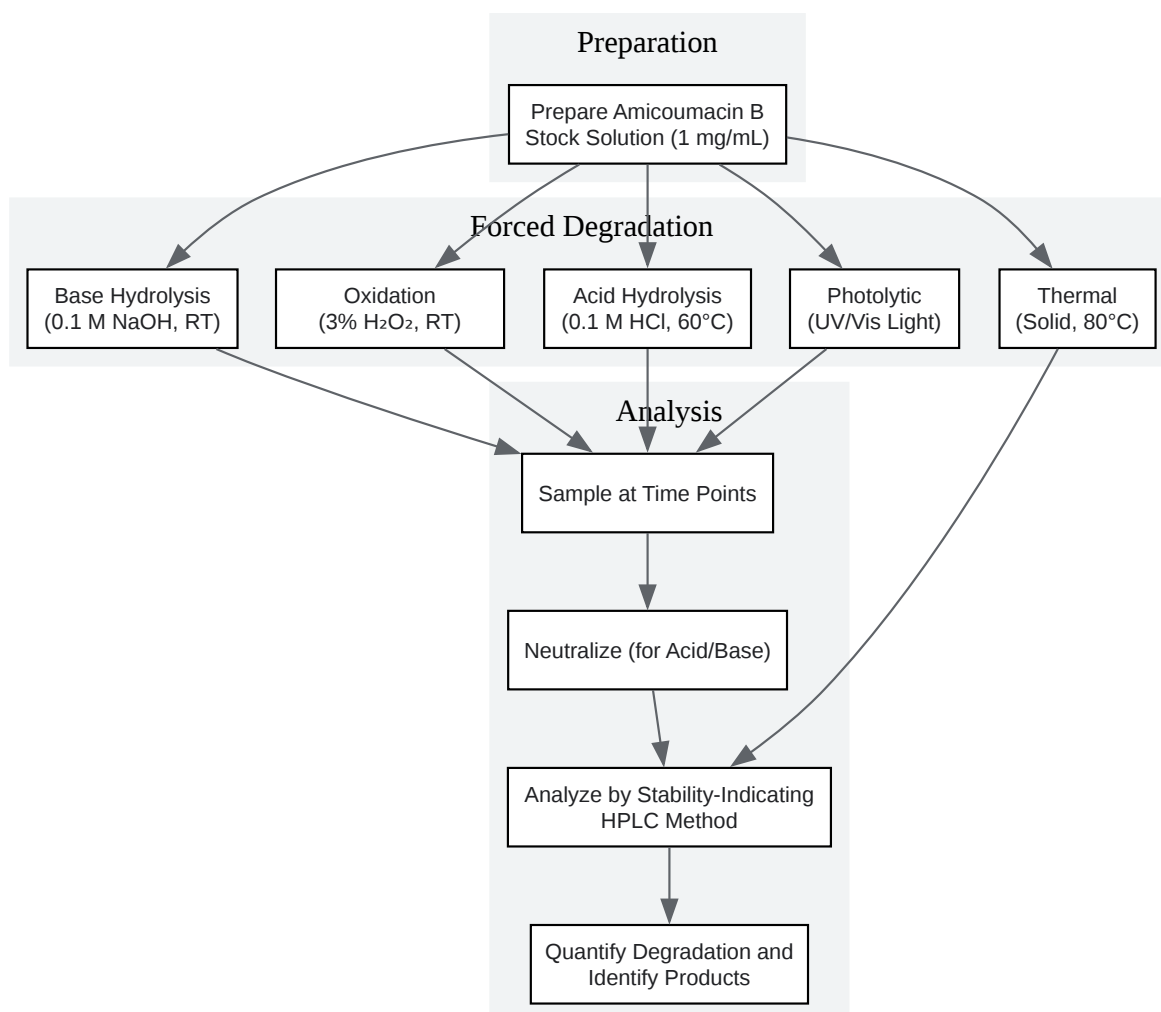 Preparation
Prepare Amicoumacin B
Stock Solution (1 mg/mL)
Forced Degradation
Base Hydrolysis
(0.1 M NaOH, RT)
Oxidation
(3% H₂O₂, RT)
Acid Hydrolysis
(0.1 M HCl, 60°C)
Photolytic
(UV/Vis Light)
Thermal
(Solid, 80°C)
Analysis
Sample at Time Points
Neutralize (for Acid/Base)
Analyze by Stability-Indicating
HPLC Method
Quantify Degradation and
Identify Products